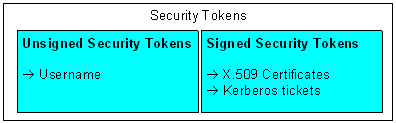 Security Tokens
Unsigned Security Tokens
→ Username
Signed Security Tokens
→ X.509 Certificates
→ Kerberos tickets